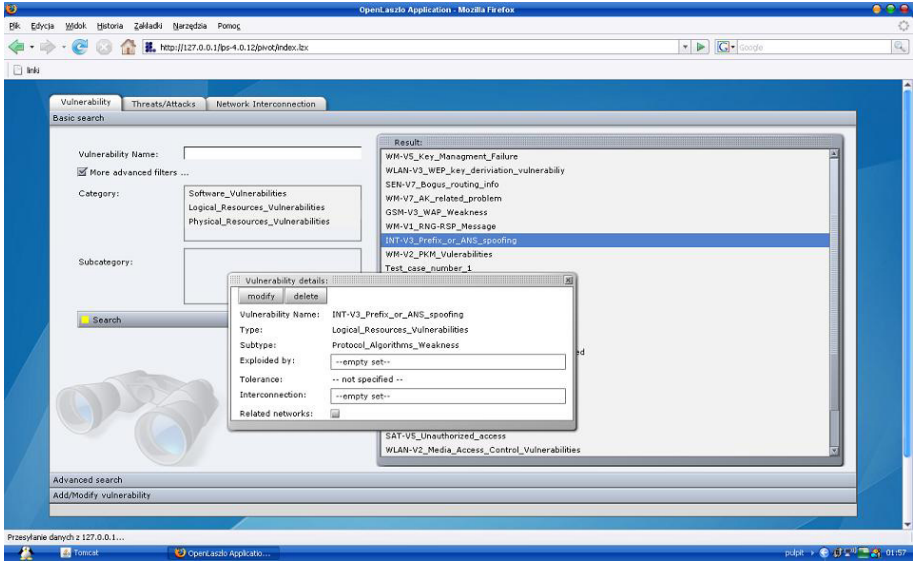 OpenLaszlo Application - Mozilla Firefox
Plik Edycja Widok Historia Zakładki Narzędzia Pomoc
http://127.0.0.1/lps-4.0.12/pivot/index.lzx
Google
linki
Vulnerability Threats/Attacks Network Interconnection
Basic search
Vulnerability Name:
More advanced filters ...
Category:
Software_Vulnerabilities
Logical_Resources_Vulnerabilities
Physical_Resources_Vulnerabilities
Subcategory:
Search
Result:
WM-V5_Key_Managment_Failure
WLAN-V3_WEP_key_deriviation_vulnerabiliy
SEN-V7_Bogus_routing_info
WM-V7_AK_related_problem
GSM-V3_WAP_Weakness
WM-V1_RNG-RSP_Message
INT-V3_Prefix_or_ANS_spoofing
WM-V2_PKM_Vulerabilities
Test_case_number_1
ed
SAT-V5_Unauthorized_access
WLAN-V2_Media_Access_Control_Vulnerabilities
Vulnerability details:
modify delete
Vulnerability Name: INT-V3_Prefix_or_ANS_spoofing
Type: Logical_Resources_Vulnerabilities
Subtype: Protocol_Algorithms_Weakness
Exploided by: --empty set--
Tolerance: -- not specified --
Interconnection: --empty set--
Related networks:
Advanced search
Add/Modify vulnerability
Przesyłanie danych z 127.0.0.1...
Tomcat
OpenLaszlo Applicatio...
pulpit
01:57